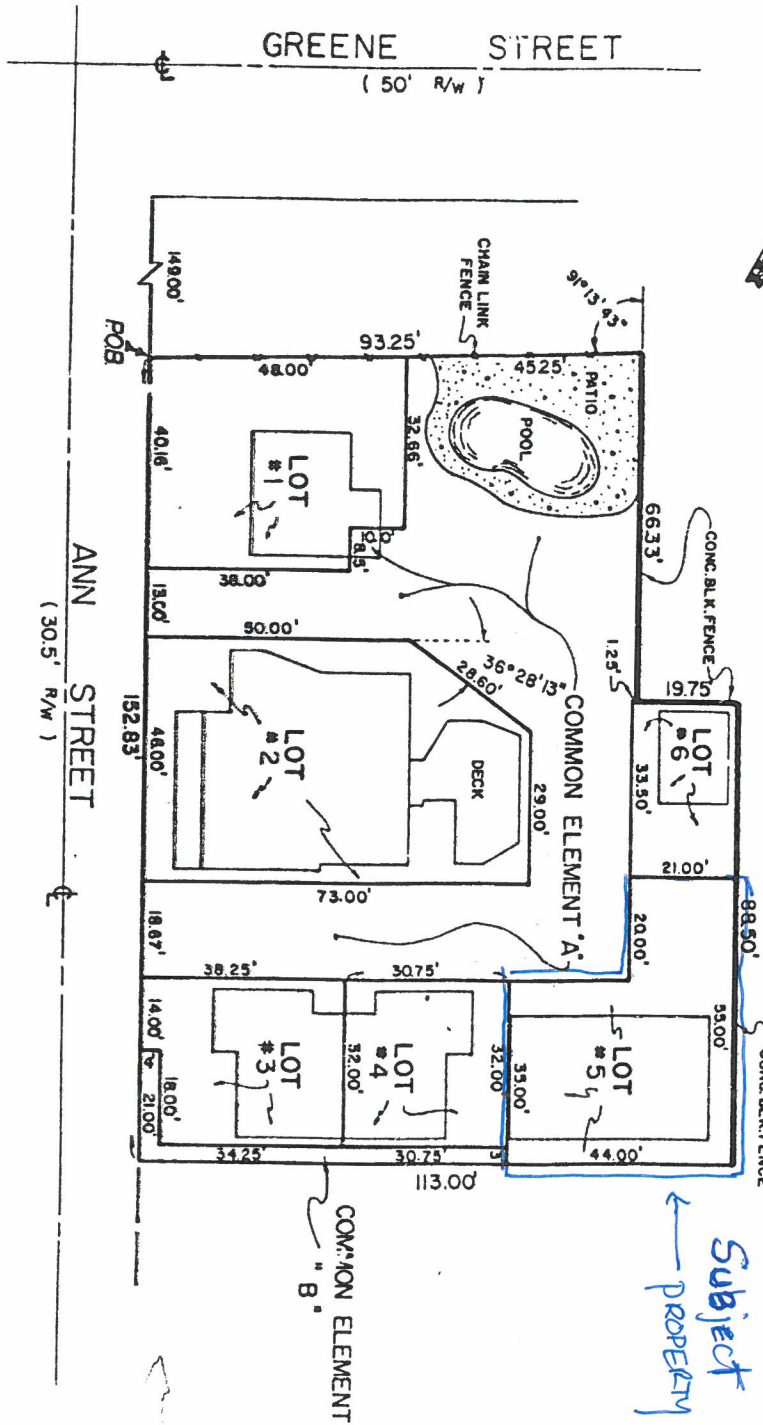 GREENE STREET
( 50' R/W )
149.00'
P.O.B.
CHAIN LINK
FENCE
93.25'
91°13'43"
48.00'
45.25'
PATIO
POOL
32.66'
40.16'
LOT
#1
8.5'
38.00'
13.00'
66.33'
CONC. BLK. FENCE
1.25'
19.75'
50.00'
36°28'13"
28.60'
COMMON ELEMENT "A"
LOT
#6
33.50'
21.00'
ANN STREET
( 30.5' R/W )
152.83'
46.00'
LOT
#2
DECK
29.00'
73.00'
88.50'
20.00'
18.67'
38.25'
30.75'
55.00'
14.00'
LOT
#3
32.00'
LOT
#4
32.00'
35.00'
LOT
#5
18.00'
21.00'
34.25'
30.75'
3
44.00'
113.00'
COMMON ELEMENT
"B"
Subject
PROPERTY